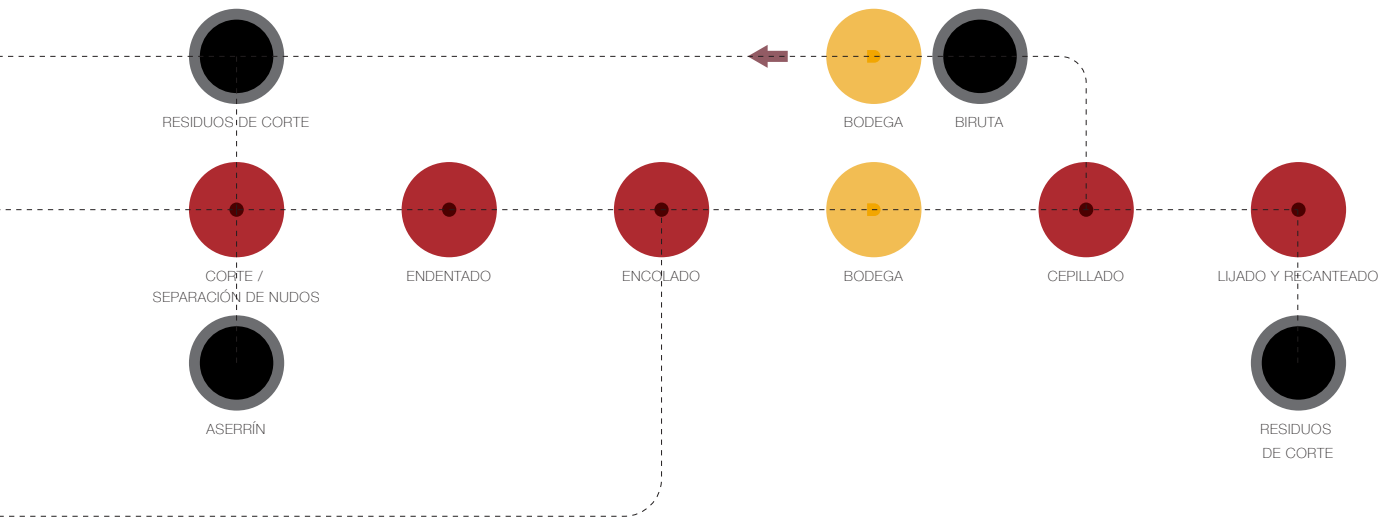 RESIDUOS DE CORTE
BODEGA
BIRUTA
CORTE /
SEPARACIÓN DE NUDOS
ENDENTADO
ENCOLADO
BODEGA
CEPILLADO
LIJADO Y RECANTEADO
ASERRÍN
RESIDUOS
DE CORTE